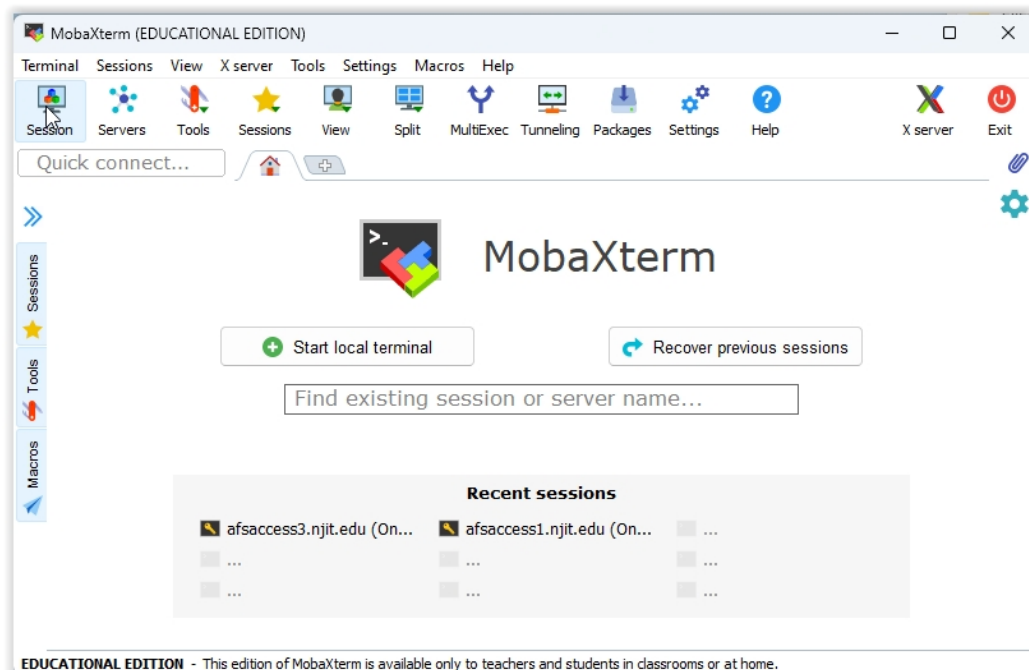 MobaXterm (EDUCATIONAL EDITION)
Terminal Sessions View X server Tools Settings Macros Help
Session Servers Tools Sessions View Split MultiExec Tunneling Packages Settings Help X server Exit
Quick connect...
Sessions
Tools
Macros
>_
MobaXterm
Start local terminal Recover previous sessions
Find existing session or server name...
Recent sessions
afsaccess3.njit.edu (On... afsaccess1.njit.edu (On... ...
... ... ...
... ... ...
EDUCATIONAL EDITION - This edition of MobaXterm is available only to teachers and students in classrooms or at home.